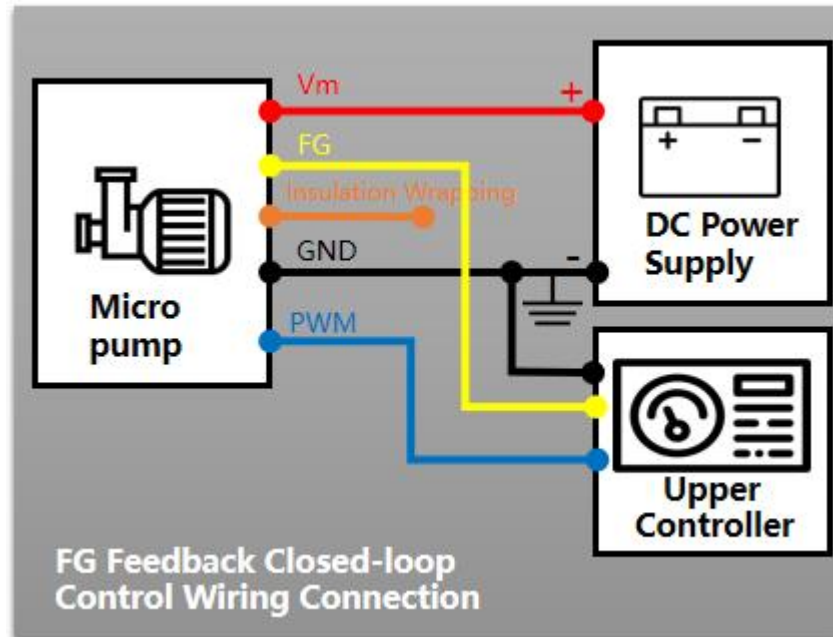 Vm
+
FG
Insulation Wrapping
GND
-
PWM
Micro
pump
+ -
DC Power
Supply
Upper
Controller
FG Feedback Closed-loop
Control Wiring Connection